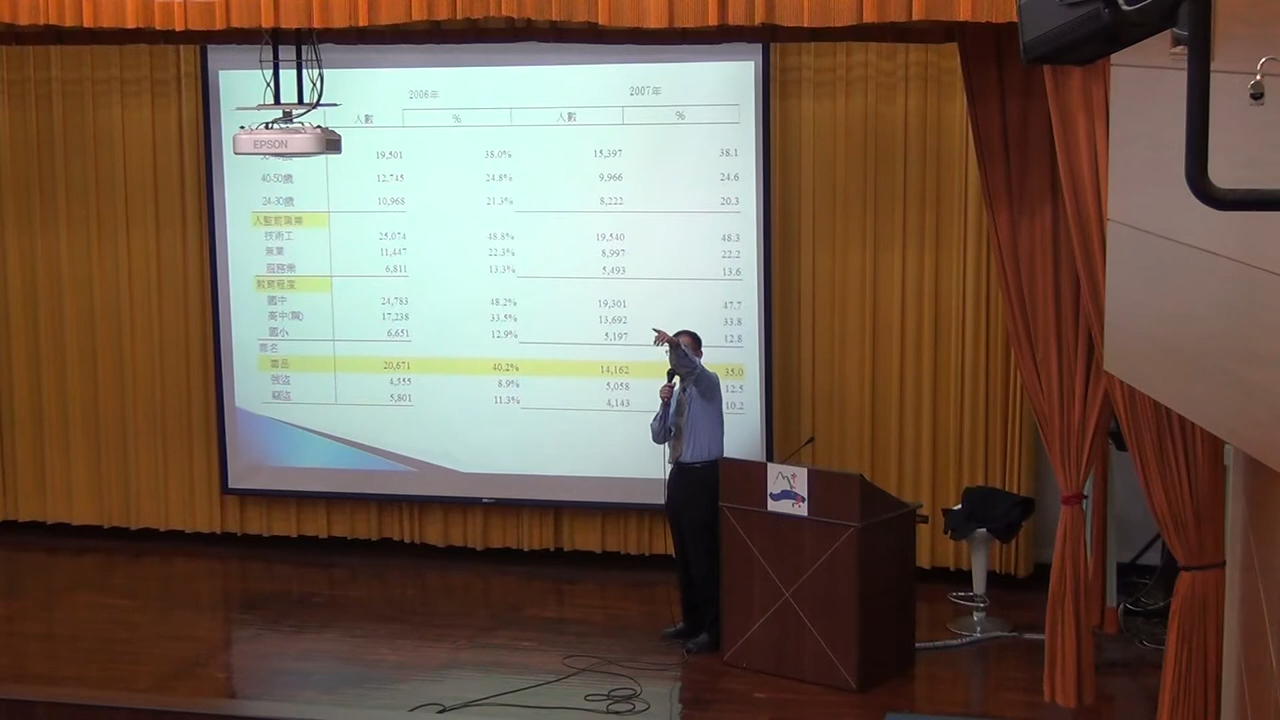 2006年 2007年
人數 % 人數 %
EPSON
19,501 38.0% 15,397 38.1
40-50歲 12,745 24.8% 9,966 24.6
24-30歲 10,968 21.3% 8,222 20.3
入監前職業
技術工 25,074 48.8% 19,540 48.3
無業 11,447 22.3% 8,997 22.2
服務業 6,811 13.3% 5,493 13.6
教育程度
國中 24,783 48.2% 19,301 47.7
高中(職) 17,238 33.5% 13,692 33.8
國小 6,651 12.9% 5,197 12.8
罪名
毒品 20,671 40.2% 14,162 35.0
強盜 4,555 8.9% 5,058 12.5
竊盜 5,801 11.3% 4,143 10.2